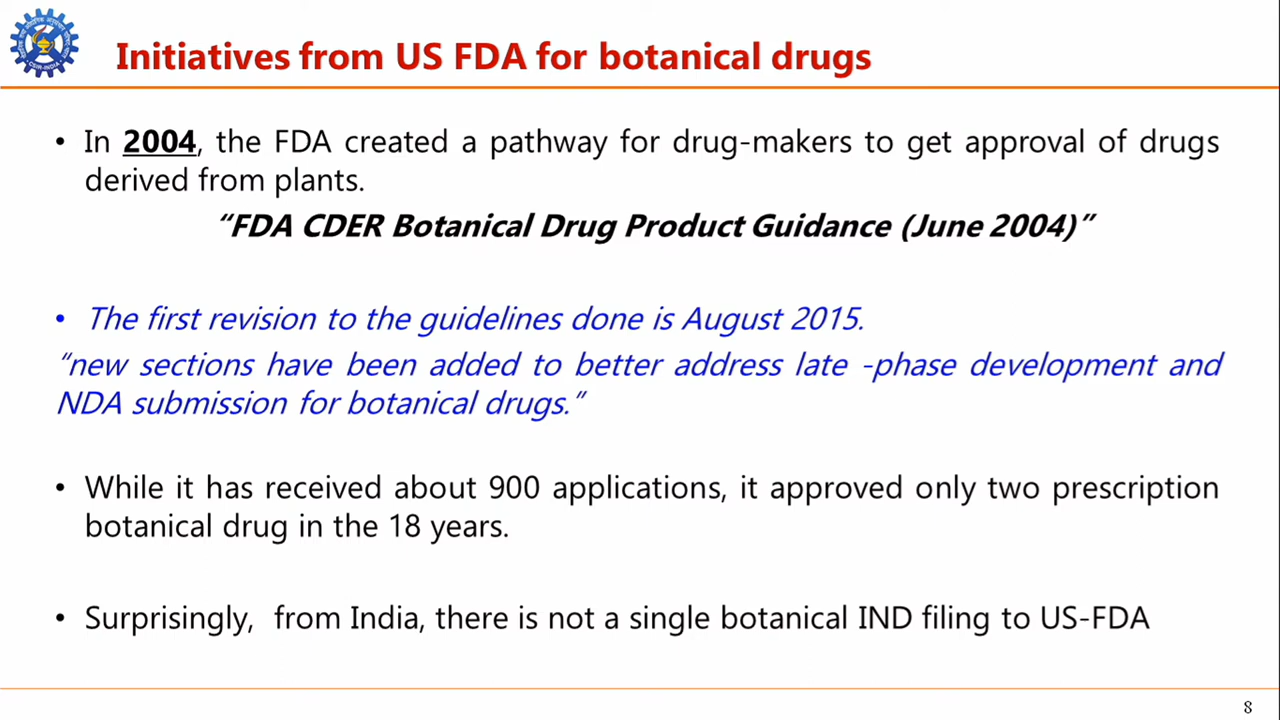 Initiatives from US FDA for botanical drugs
• In 2004, the FDA created a pathway for drug-makers to get approval of drugs
derived from plants.
“FDA CDER Botanical Drug Product Guidance (June 2004)”
• The first revision to the guidelines done is August 2015.
“new sections have been added to better address late -phase development and
NDA submission for botanical drugs.”
• While it has received about 900 applications, it approved only two prescription
botanical drug in the 18 years.
• Surprisingly, from India, there is not a single botanical IND filing to US-FDA
8